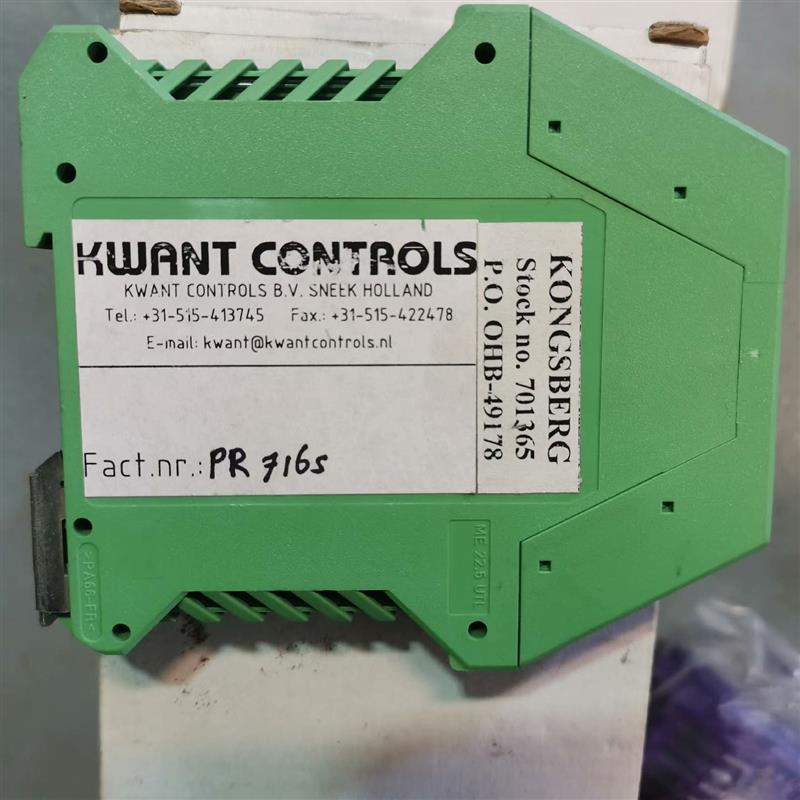 KWANT CONTROLS
KWANT CONTROLS B.V. SNEEK HOLLAND
Tel.: +31-515-413745 Fax.: +31-515-422478
E-mail: kwant@kwantcontrols.nl
Fact.nr.: PR 7165
KONGSBERG
Stock no. 701365
P.O. OHB-49178
ME 22,5 UTL
>PA66-FR<